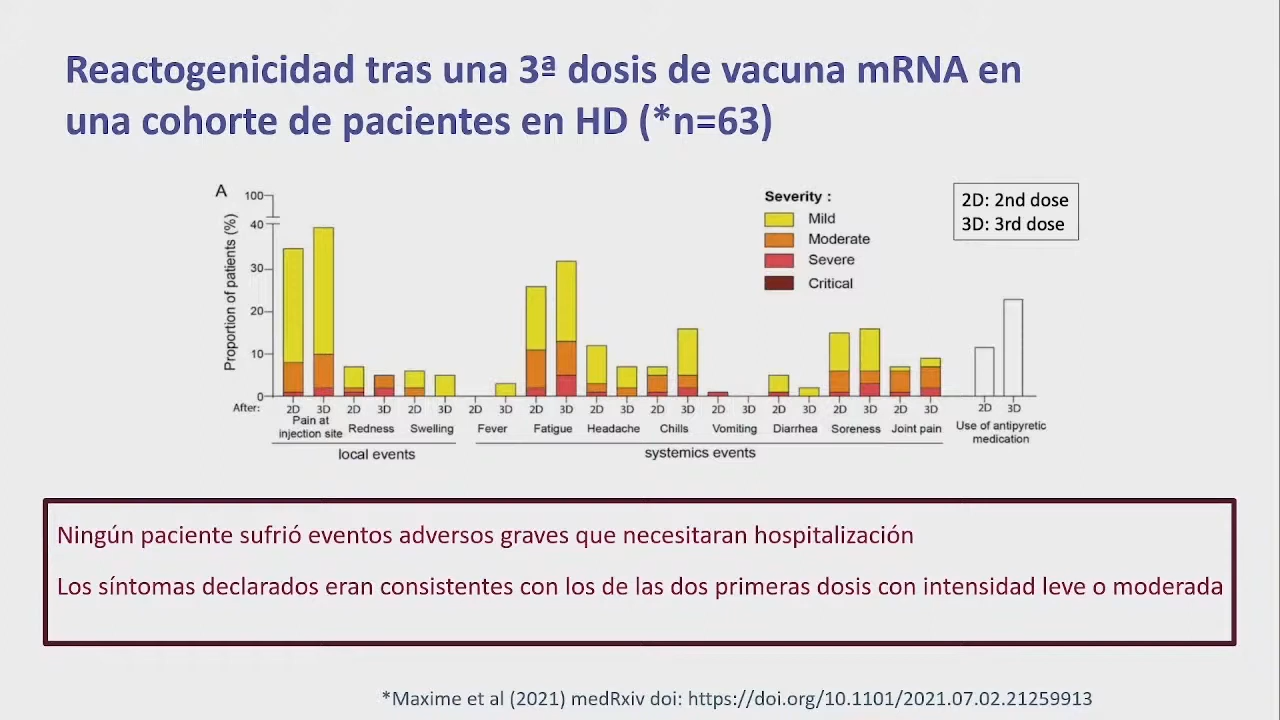 Reactogenicidad tras una 3ª dosis de vacuna mRNA en
una cohorte de pacientes en HD (*n=63)
A
100
40
30
20
10
0
Proportion of patients (%)
Severity :
Mild
Moderate
Severe
Critical
2D: 2nd dose
3D: 3rd dose
After: 2D 3D 2D 3D 2D 3D 2D 3D 2D 3D 2D 3D 2D 3D 2D 3D 2D 3D 2D 3D 2D 3D 2D 3D
Pain at injection site
Redness
Swelling
Fever
Fatigue
Headache
Chills
Vomiting
Diarrhea
Soreness
Joint pain
Use of antipyretic
medication
local events
systemics events
Ningún paciente sufrió eventos adversos graves que necesitaran hospitalización
Los síntomas declarados eran consistentes con los de las dos primeras dosis con intensidad leve o moderada
*Maxime et al (2021) medRxiv doi: https://doi.org/10.1101/2021.07.02.21259913